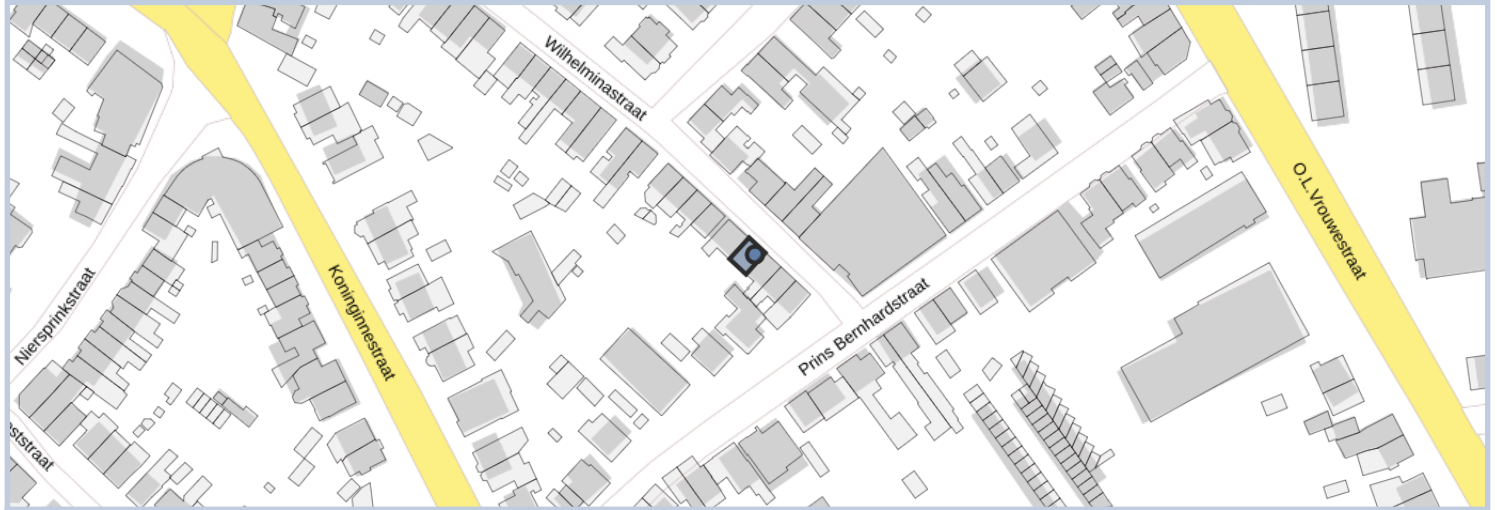 Wilhelminastraat
O.L.Vrouwestraat
Niersprinkstraat
Koninginnestraat
Prins Bernhardstraat